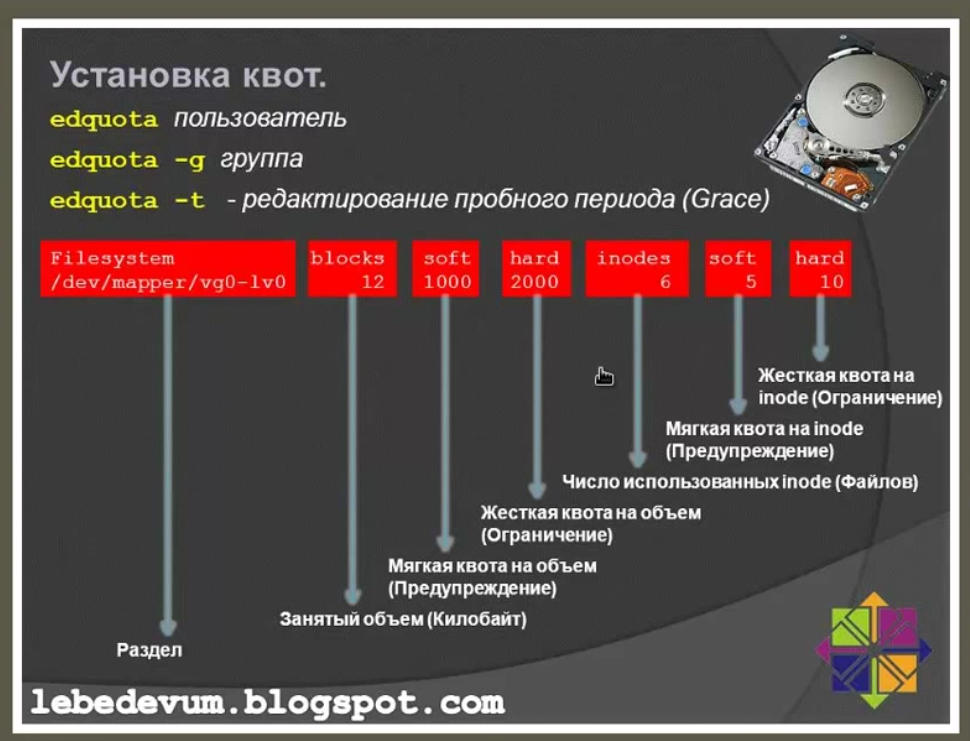 Установка квот.
edquota пользователь
edquota -g группа
edquota -t - редактирование пробного периода (Grace)
Filesystem blocks soft hard inodes soft hard
/dev/mapper/vg0-lv0 12 1000 2000 6 5 10
Жесткая квота на
inode (Ограничение)
Мягкая квота на inode
(Предупреждение)
Число использованных inode (Файлов)
Жесткая квота на объем
(Ограничение)
Мягкая квота на объем
(Предупреждение)
Занятый объем (Килобайт)
Раздел
lebedevum.blogspot.com